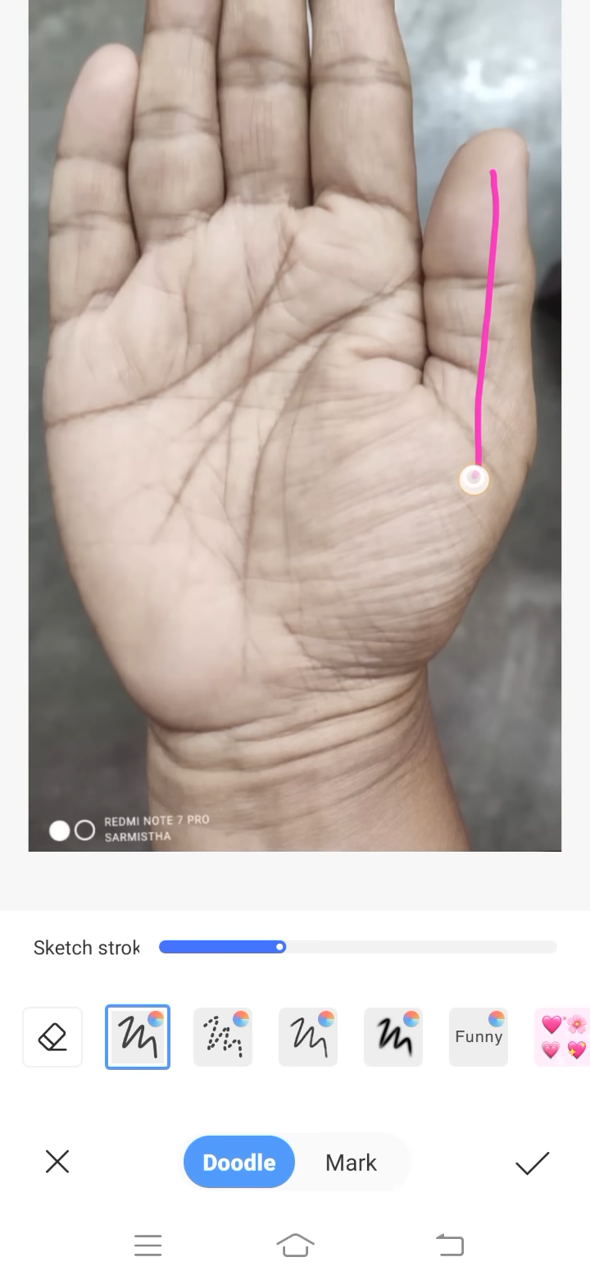 REDMI NOTE 7 PRO
SARMISTHA
Sketch strok
Funny
Doodle
Mark